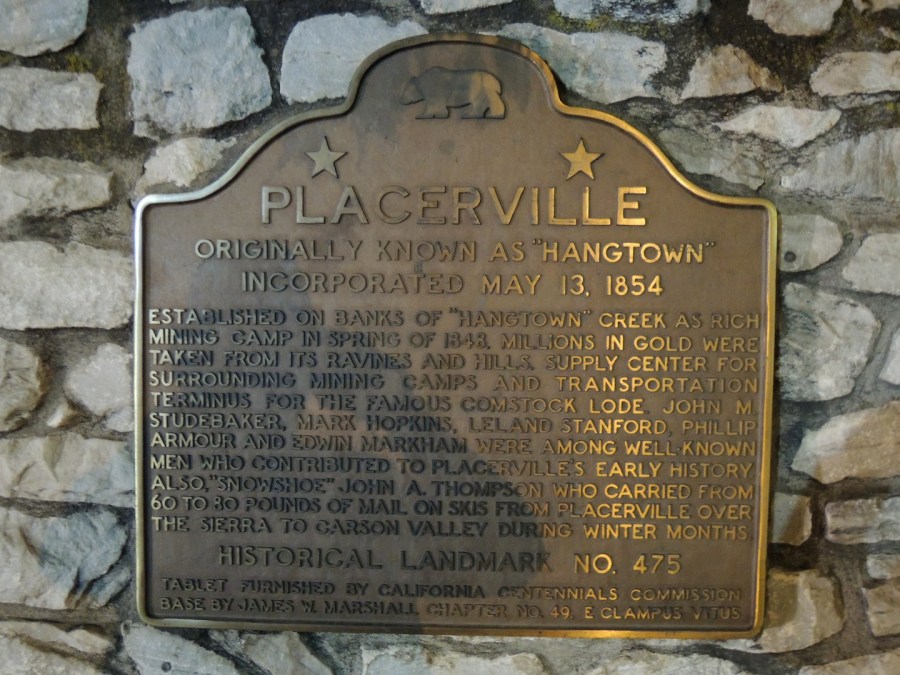 PLACERVILLE
ORIGINALLY KNOWN AS "HANGTOWN"
INCORPORATED MAY 13, 1854
ESTABLISHED ON BANKS OF "HANGTOWN" CREEK AS RICH
MINING CAMP IN SPRING OF 1848. MILLIONS IN GOLD WERE
TAKEN FROM ITS RAVINES AND HILLS. SUPPLY CENTER FOR
SURROUNDING MINING CAMPS AND TRANSPORTATION
TERMINUS FOR THE FAMOUS COMSTOCK LODE. JOHN M.
STUDEBAKER, MARK HOPKINS, LELAND STANFORD, PHILLIP
ARMOUR AND EDWIN MARKHAM WERE AMONG WELL-KNOWN
MEN WHO CONTRIBUTED TO PLACERVILLE'S EARLY HISTORY
ALSO, "SNOWSHOE" JOHN A. THOMPSON WHO CARRIED FROM
60 TO 80 POUNDS OF MAIL ON SKIS FROM PLACERVILLE OVER
THE SIERRA TO CARSON VALLEY DURING WINTER MONTHS.
HISTORICAL LANDMARK NO. 475
TABLET FURNISHED BY CALIFORNIA CENTENNIALS COMMISSION
BASE BY JAMES W. MARSHALL CHAPTER NO. 49, E CLAMPUS VITUS